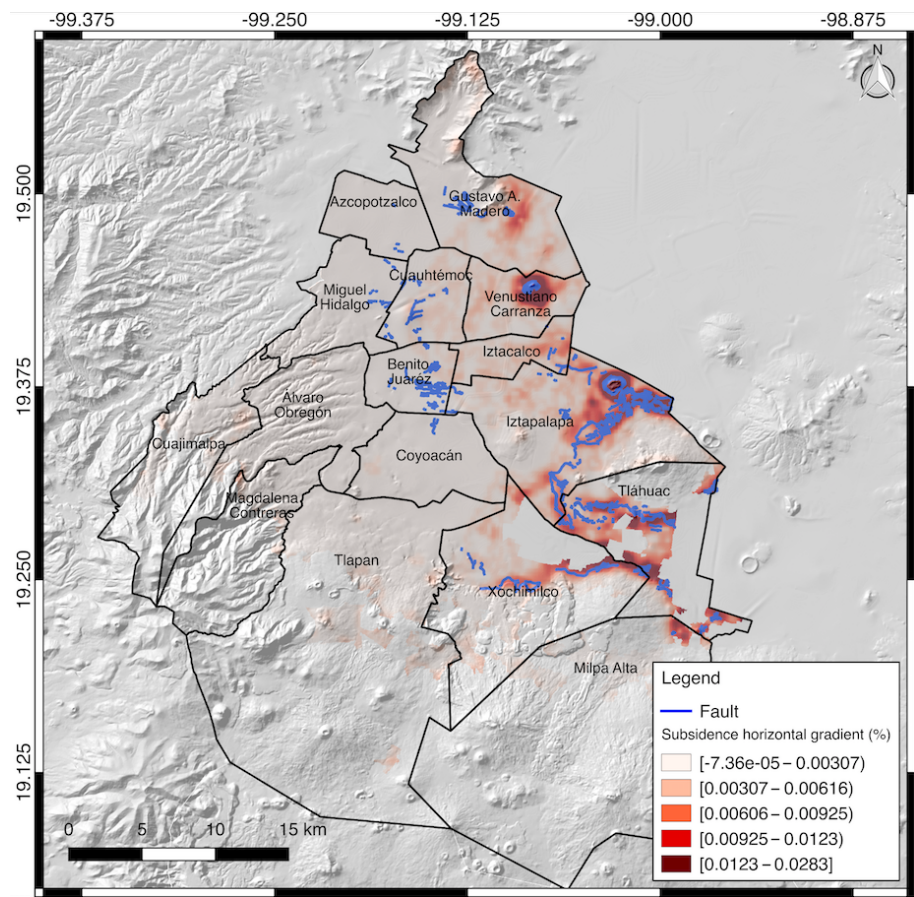 -99.375 -99.250 -99.125 -99.000 -98.875
N
19.500
19.375
19.250
19.125
Gustavo A.
Madero
Azcopotzalco
Cuauhtémoc
Miguel
Hidalgo
Venustiano
Carranza
Iztacalco
Benito
Juaréz
Alvaro
Obregón
Iztapalapa
Cuajimalpa
Coyoacán
Tláhuac
Magdalena
Contreras
Tlapan
Xochimilco
Milpa Alta
Legend
Fault
Subsidence horizontal gradient (%)
[-7.36e-05 – 0.00307)
[0.00307 – 0.00616)
[0.00606 – 0.00925)
[0.00925 – 0.0123)
[0.0123 – 0.0283]
0 5 10 15 km